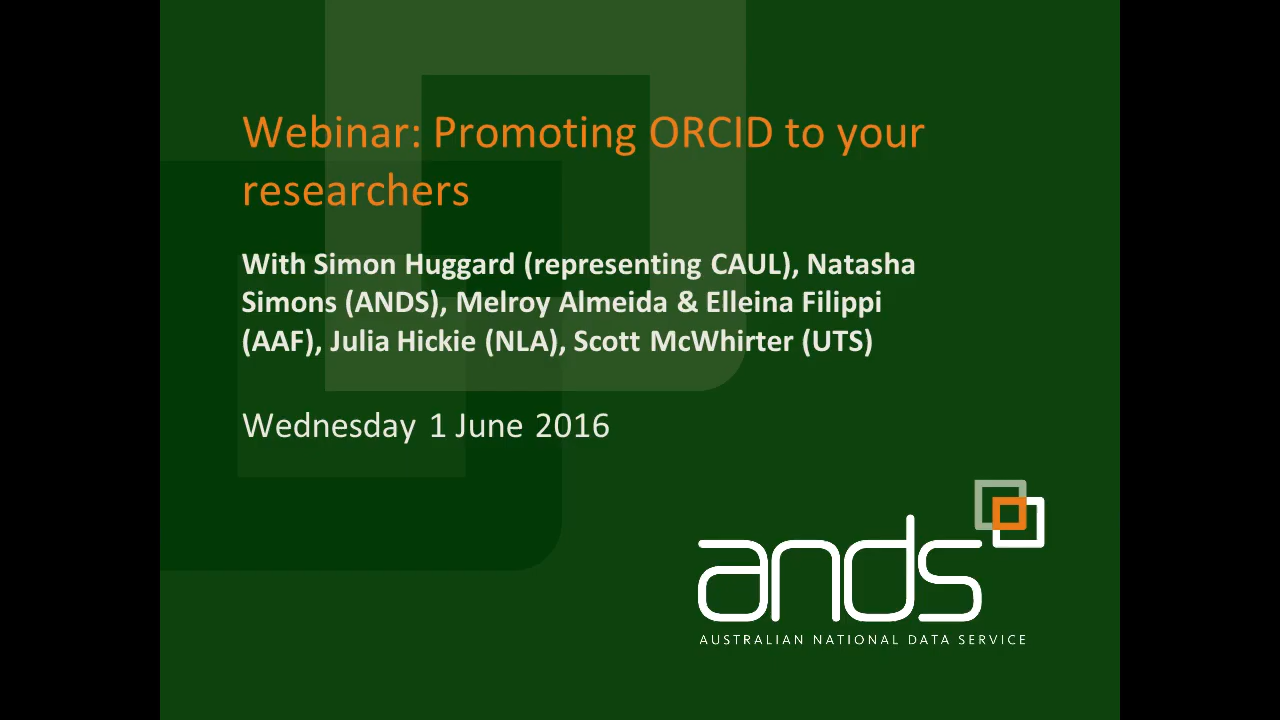 Webinar: Promoting ORCID to your
researchers
With Simon Huggard (representing CAUL), Natasha
Simons (ANDS), Melroy Almeida & Elleina Filippi
(AAF), Julia Hickie (NLA), Scott McWhirter (UTS)
Wednesday 1 June 2016
ands
AUSTRALIAN NATIONAL DATA SERVICE